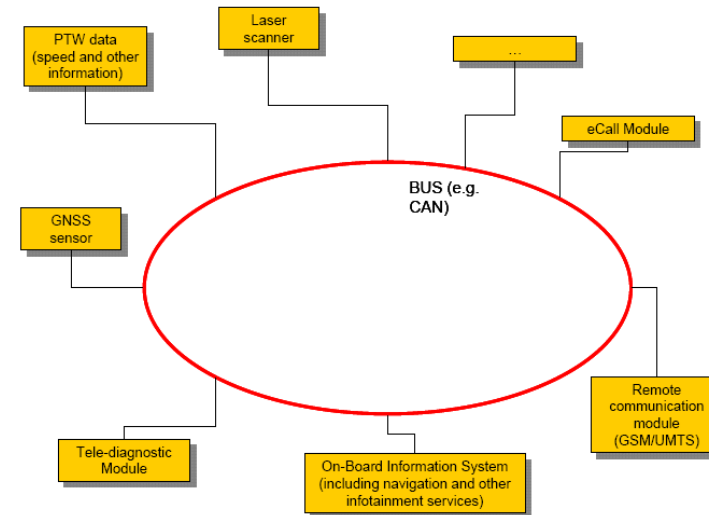 PTW data
(speed and other
information)
Laser
scanner
...
eCall Module
BUS (e.g.
CAN)
GNSS
sensor
Remote
communication
module
(GSM/UMTS)
Tele-diagnostic
Module
On-Board Information System
(including navigation and other
infotainment services)